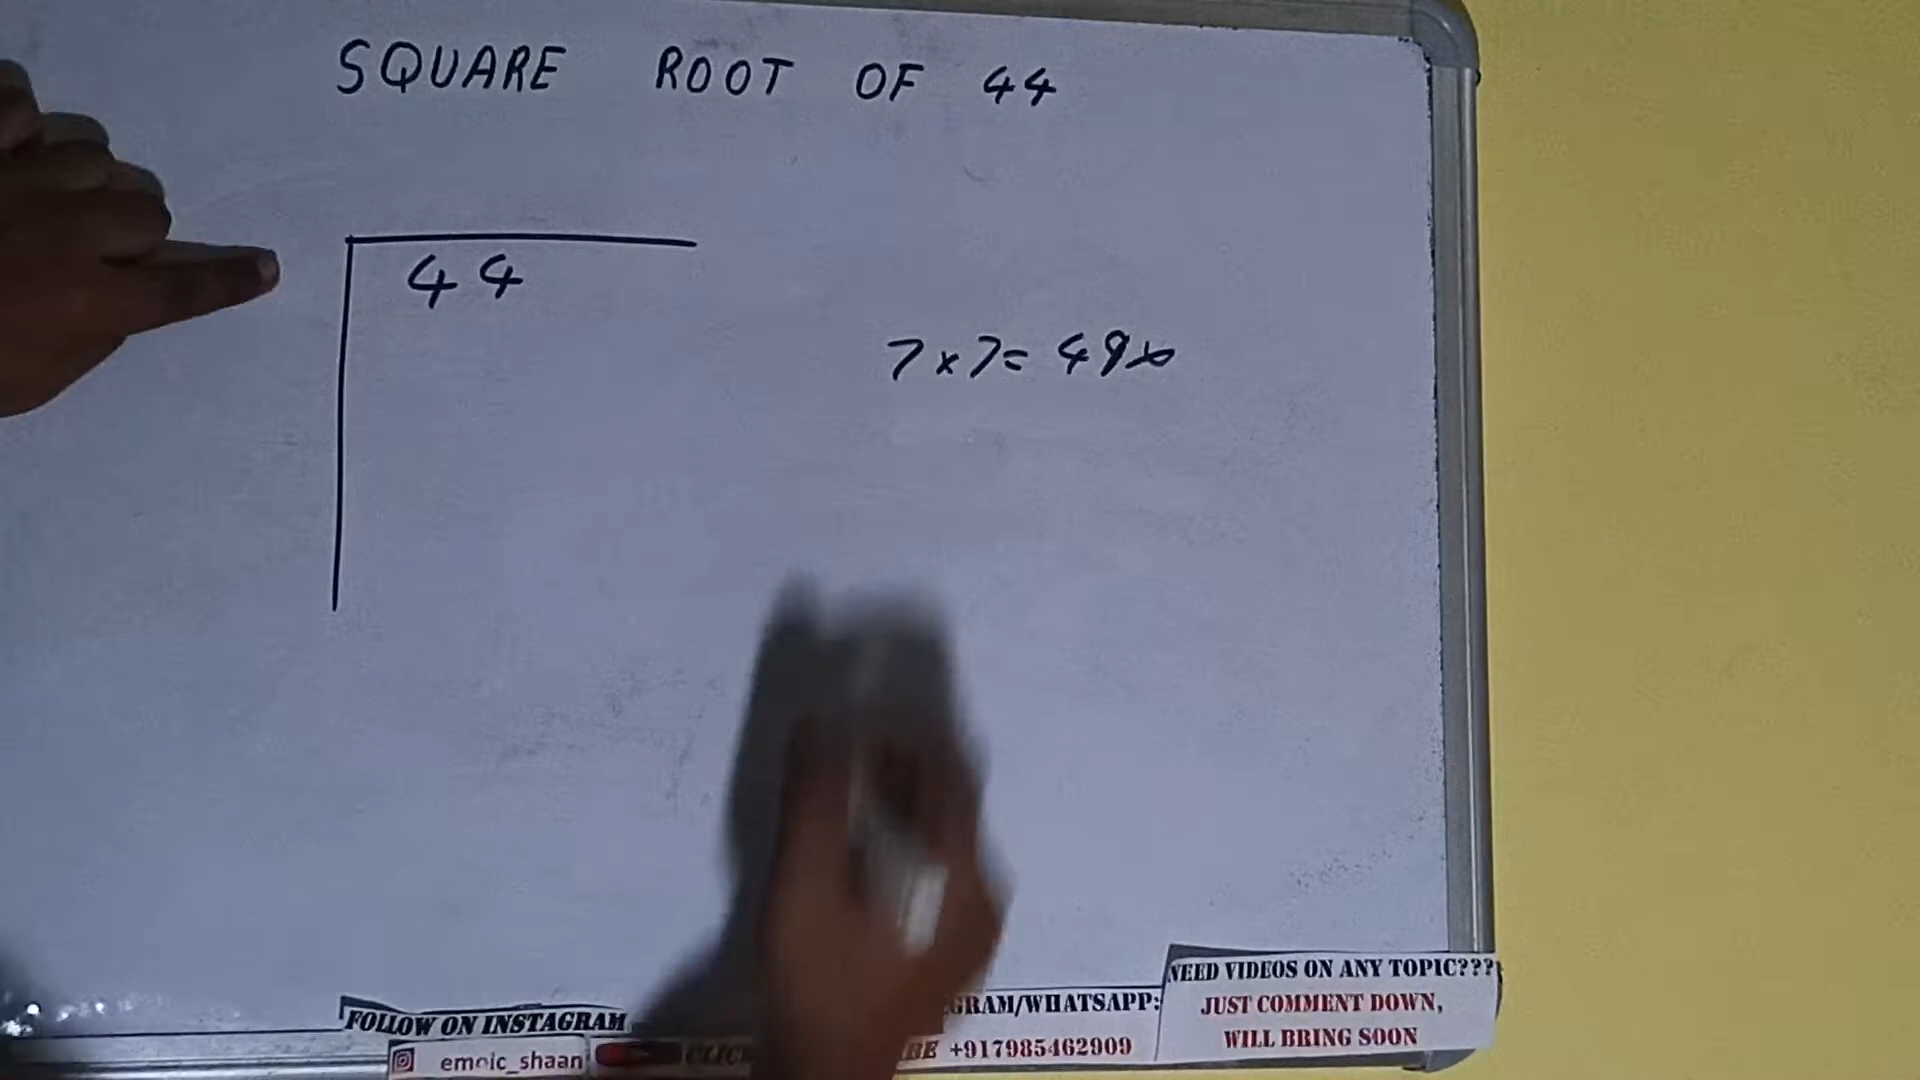 SQUARE ROOT OF 44
44
7x7= 49x
NEED VIDEOS ON ANY TOPIC???
JUST COMMENT DOWN,
WILL BRING SOON
GRAM/WHATSAPP:
+917985462909
FOLLOW ON INSTAGRAM
emoic_shaan